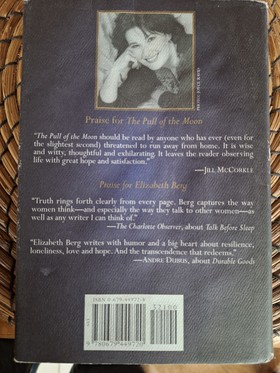 Praise for The Pull of the Moon
"The Pull of the Moon should be read by anyone who has ever (even for
the slightest second) threatened to run away from home. It is wise
and witty, thoughtful and exhilarating. It leaves the reader observing
life with great hope and satisfaction."
—JILL MCCORKLE
Praise for Elizabeth Berg
"Truth rings forth clearly from every page. Berg captures the way
women think—and especially the way they talk to other women—as
well as any writer I can think of."
—The Charlotte Observer, about Talk Before Sleep
"Elizabeth Berg writes with humor and a big heart about resilience,
loneliness, love and hope. And the transcendence that redeems."
—ANDRE DUBUS, about Durable Goods
52100
9 780679 449720